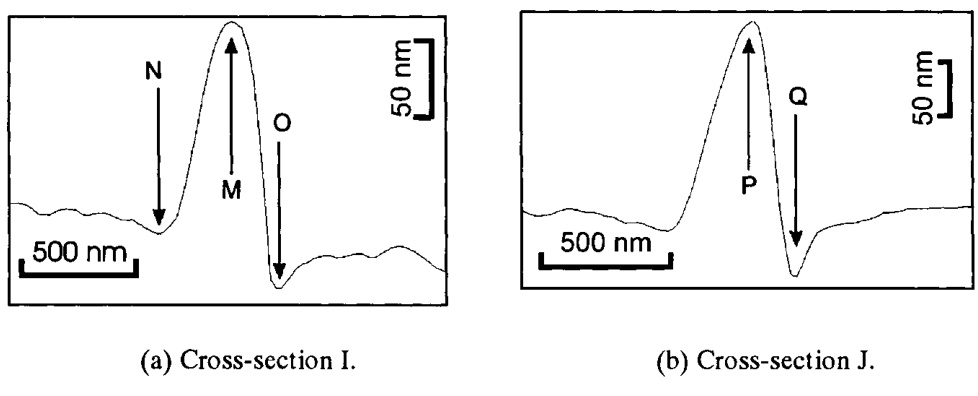 N
M
O
50 nm
500 nm
(a) Cross-section I.
P
Q
50 nm
500 nm
(b) Cross-section J.